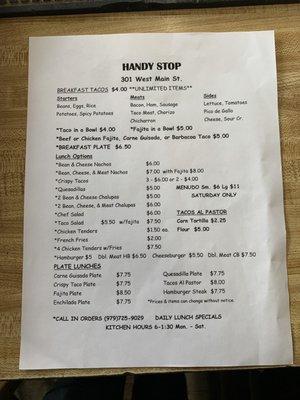 HANDY STOP
301 West Main St.
BREAKFAST TACOS $4.00 **UNLIMITED ITEMS**
Starters Meats Sides
Beans, Eggs, Rice Bacon, Ham, Sausage Lettuce, Tomatoes
Potatoes, Spicy Potatoes Taco Meat, Chorizo Pico de Gallo
Chicharron Cheese, Sour Cr.
*Taco in a Bowl $4.00 *Fajita in a Bowl $5.00
*Beef or Chicken Fajita, Carne Guisada, or Barbacoa Taco $5.00
*BREAKFAST PLATE $6.50
Lunch Options
*Bean & Cheese Nachos $6.00
*Bean, Cheese, & Meat Nachos $7.00 with Fajita $8.00
*Crispy Tacos 3 - $6.00 or 2 - $4.00
*Quesadillas $5.00 MENUDO Sm. $6 Lg $11
*2 Bean & Cheese Chalupas $5.00 SATURDAY ONLY
*2 Bean, Cheese, & Meat Chalupas $6.00
*Chef Salad $6.00 TACOS AL PASTOR
*Taco Salad $5.50 w/fajita $7.50 Corn Tortilla $2.25
*Chicken Tenders $1.50 ea. Flour $5.00
*French Fries $2.00
*4 Chicken Tenders w/Fries $7.50
*Hamburger $5 Dbl. Meat HB $6.50 Cheeseburger $5.50 Dbl. Meat CB $7.50
PLATE LUNCHES
Carne Guisada Plate $7.75 Quesadilla Plate $7.75
Crispy Taco Plate $7.75 Tacos Al Pastor $8.00
Fajita Plate $8.50 Hamburger Steak $7.75
Enchilada Plate $7.75 *Prices & items can change without notice.
*CALL IN ORDERS (979)725-9029 DAILY LUNCH SPECIALS
KITCHEN HOURS 6-1:30 Mon. - Sat.